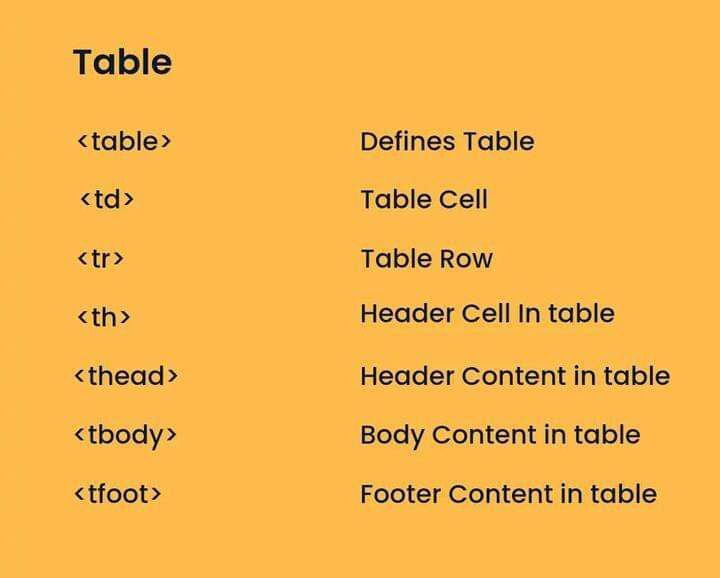 Table
<table> Defines Table
<td> Table Cell
<tr> Table Row
<th> Header Cell In table
<thead> Header Content in table
<tbody> Body Content in table
<tfoot> Footer Content in table